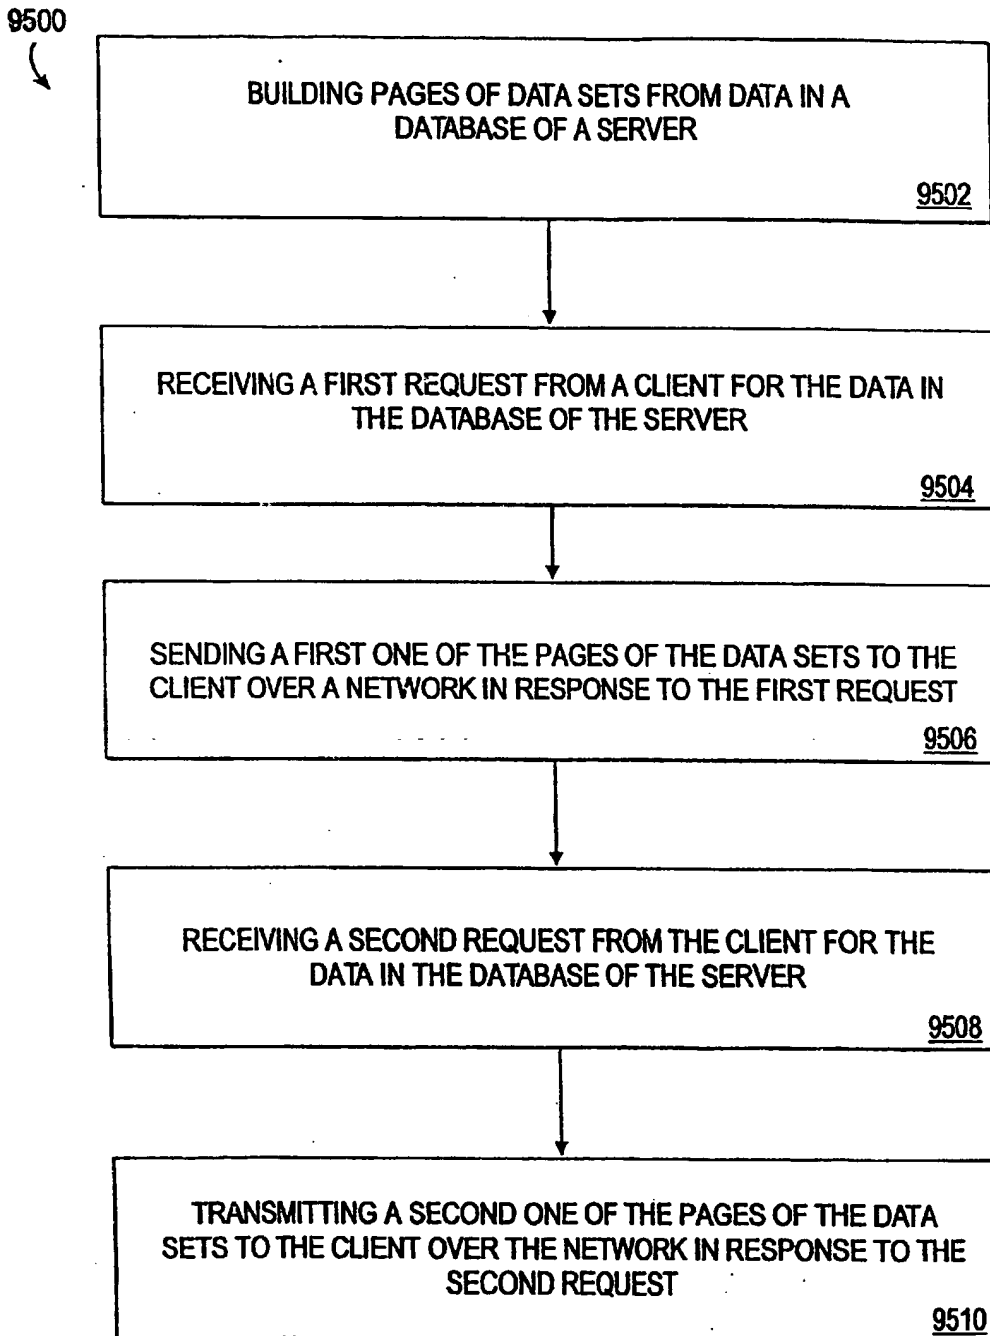 9500
BUILDING PAGES OF DATA SETS FROM DATA IN A
DATABASE OF A SERVER
9502
RECEIVING A FIRST REQUEST FROM A CLIENT FOR THE DATA IN
THE DATABASE OF THE SERVER
9504
SENDING A FIRST ONE OF THE PAGES OF THE DATA SETS TO THE
CLIENT OVER A NETWORK IN RESPONSE TO THE FIRST REQUEST
9506
RECEIVING A SECOND REQUEST FROM THE CLIENT FOR THE
DATA IN THE DATABASE OF THE SERVER
9508
TRANSMITTING A SECOND ONE OF THE PAGES OF THE DATA
SETS TO THE CLIENT OVER THE NETWORK IN RESPONSE TO THE
SECOND REQUEST
9510